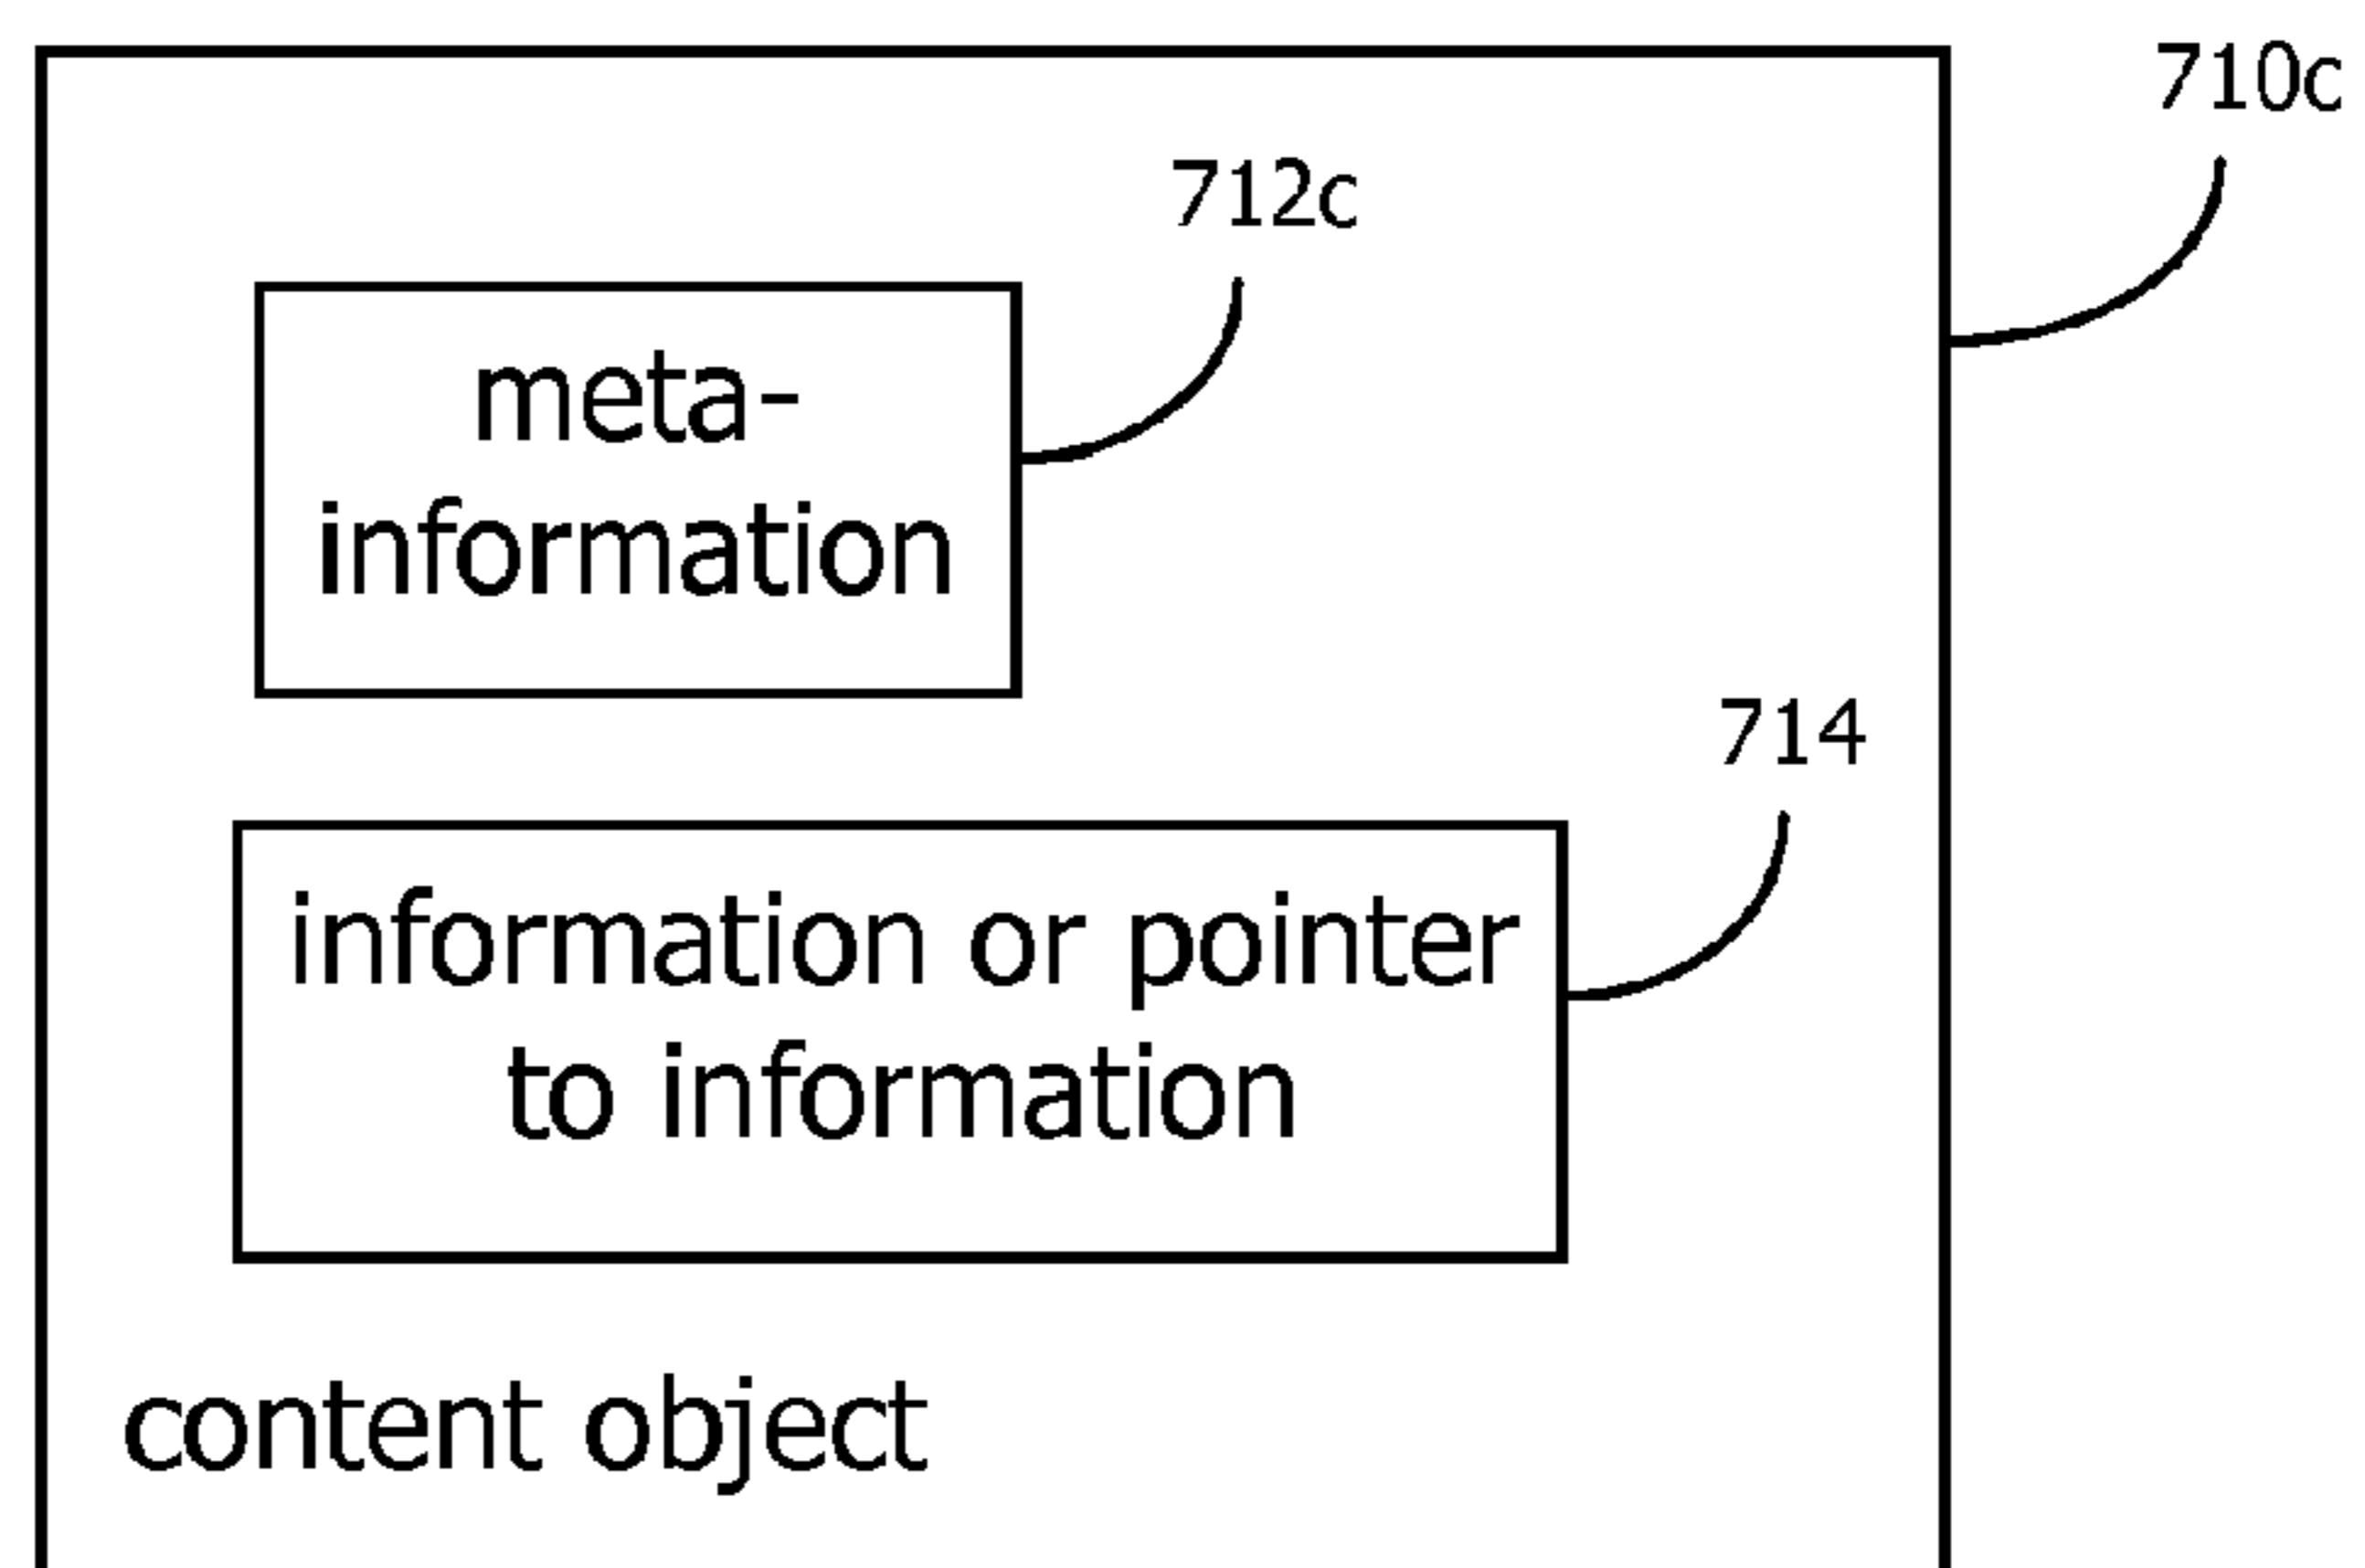 710c
712c
meta-
information
714
information or pointer
to information
content object